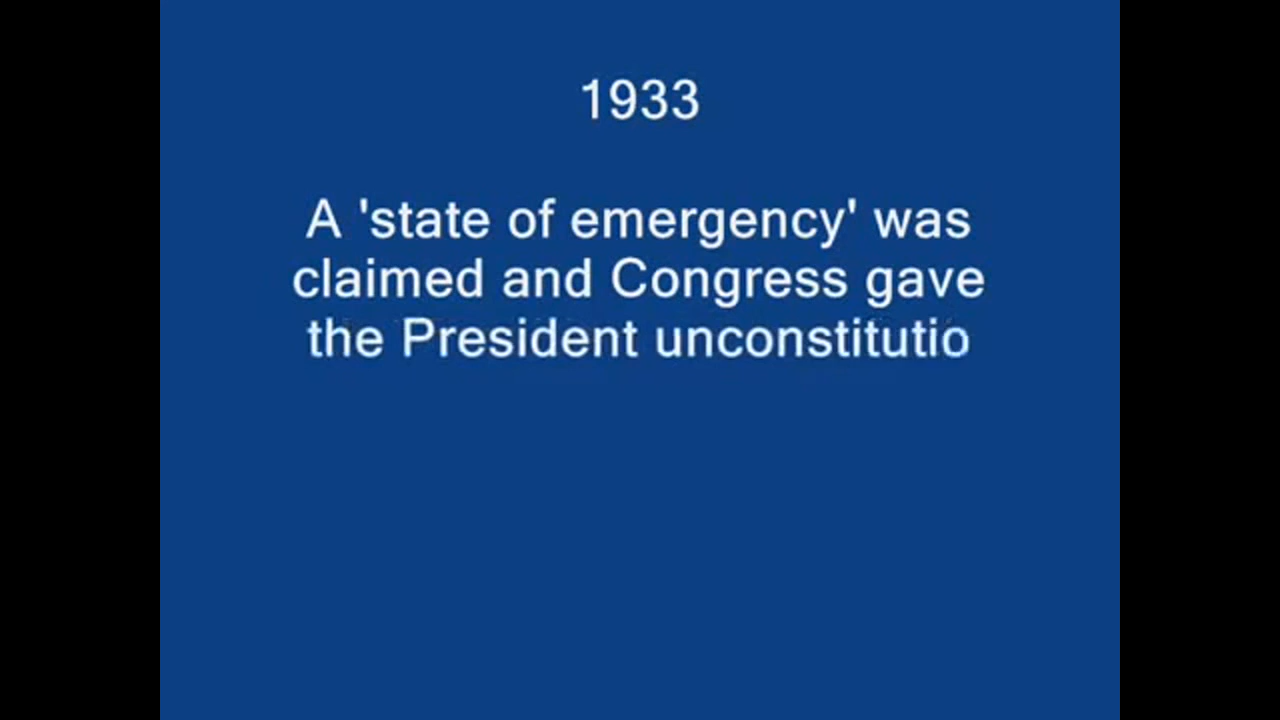 1933
A 'state of emergency' was
claimed and Congress gave
the President unconstitutio